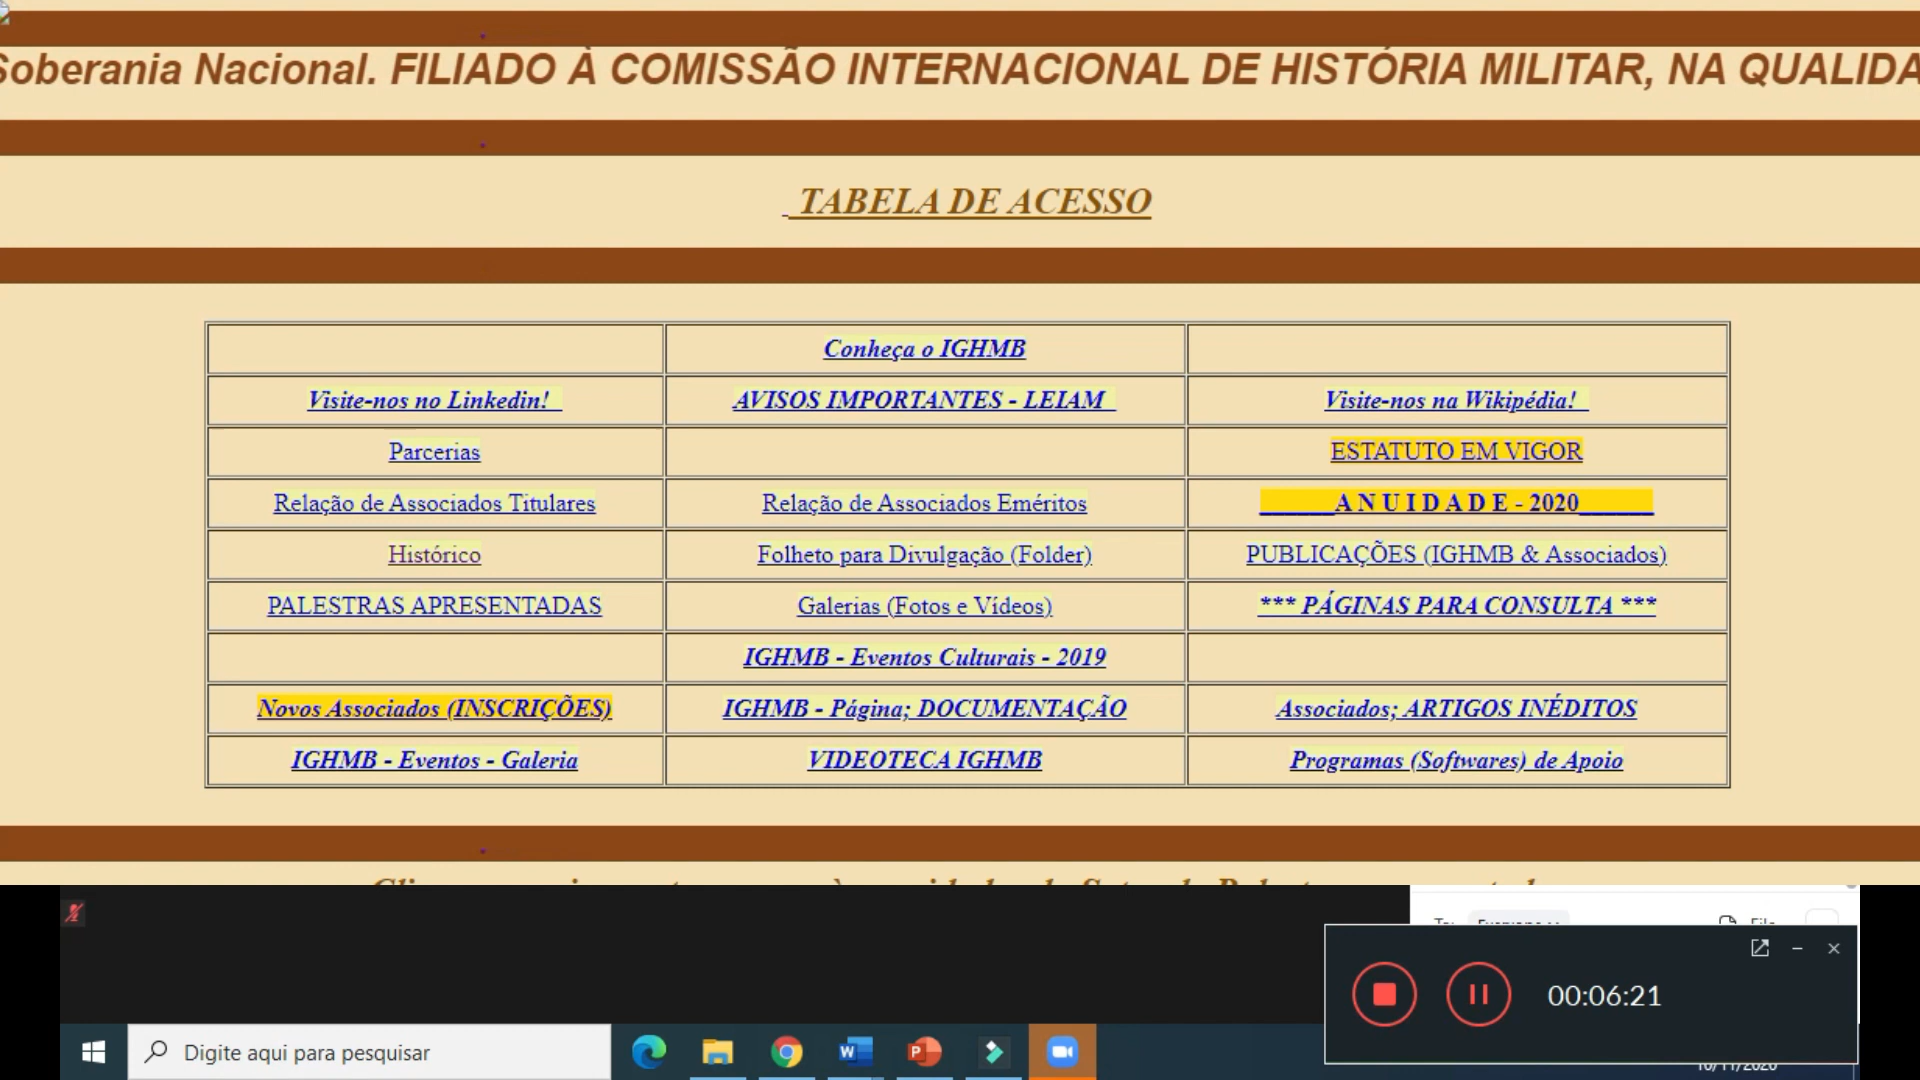 Soberania Nacional. FILIADO À COMISSÃO INTERNACIONAL DE HISTÓRIA MILITAR, NA QUALIDA
TABELA DE ACESSO
Conheça o IGHMB
Visite-nos no Linkedin! AVISOS IMPORTANTES - LEIAM Visite-nos na Wikipédia!
Parcerias ESTATUTO EM VIGOR
Relação de Associados Titulares Relação de Associados Eméritos ______A N U I D A D E - 2020______
Histórico Folheto para Divulgação (Folder) PUBLICAÇÕES (IGHMB & Associados)
PALESTRAS APRESENTADAS Galerias (Fotos e Vídeos) *** PÁGINAS PARA CONSULTA ***
IGHMB - Eventos Culturais - 2019
Novos Associados (INSCRIÇÕES) IGHMB - Página; DOCUMENTAÇÃO Associados; ARTIGOS INÉDITOS
IGHMB - Eventos - Galeria VIDEOTECA IGHMB Programas (Softwares) de Apoio
00:06:21
Digite aqui para pesquisar
10/11/2020